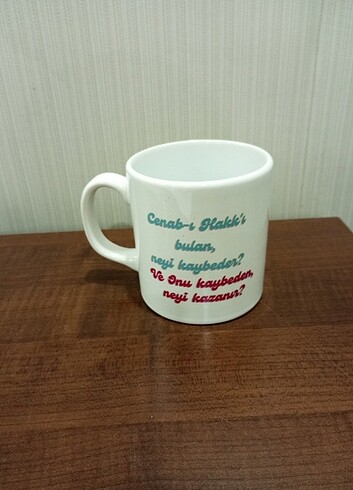 Cenab-ı Hakk'ı
bulan,
neyi kaybeder?
Ve Onu kaybeden,
neyi kazanır?